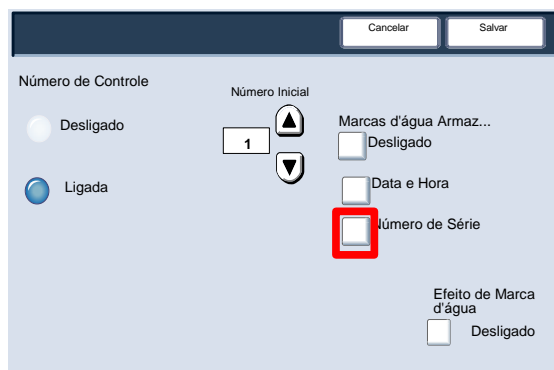 Cancelar
Salvar
Número de Controle
Desligado
Ligada
Número Inicial
1
Marcas d'água Armaz...
Desligado
Data e Hora
Número de Série
Efeito de Marca
d'água
Desligado